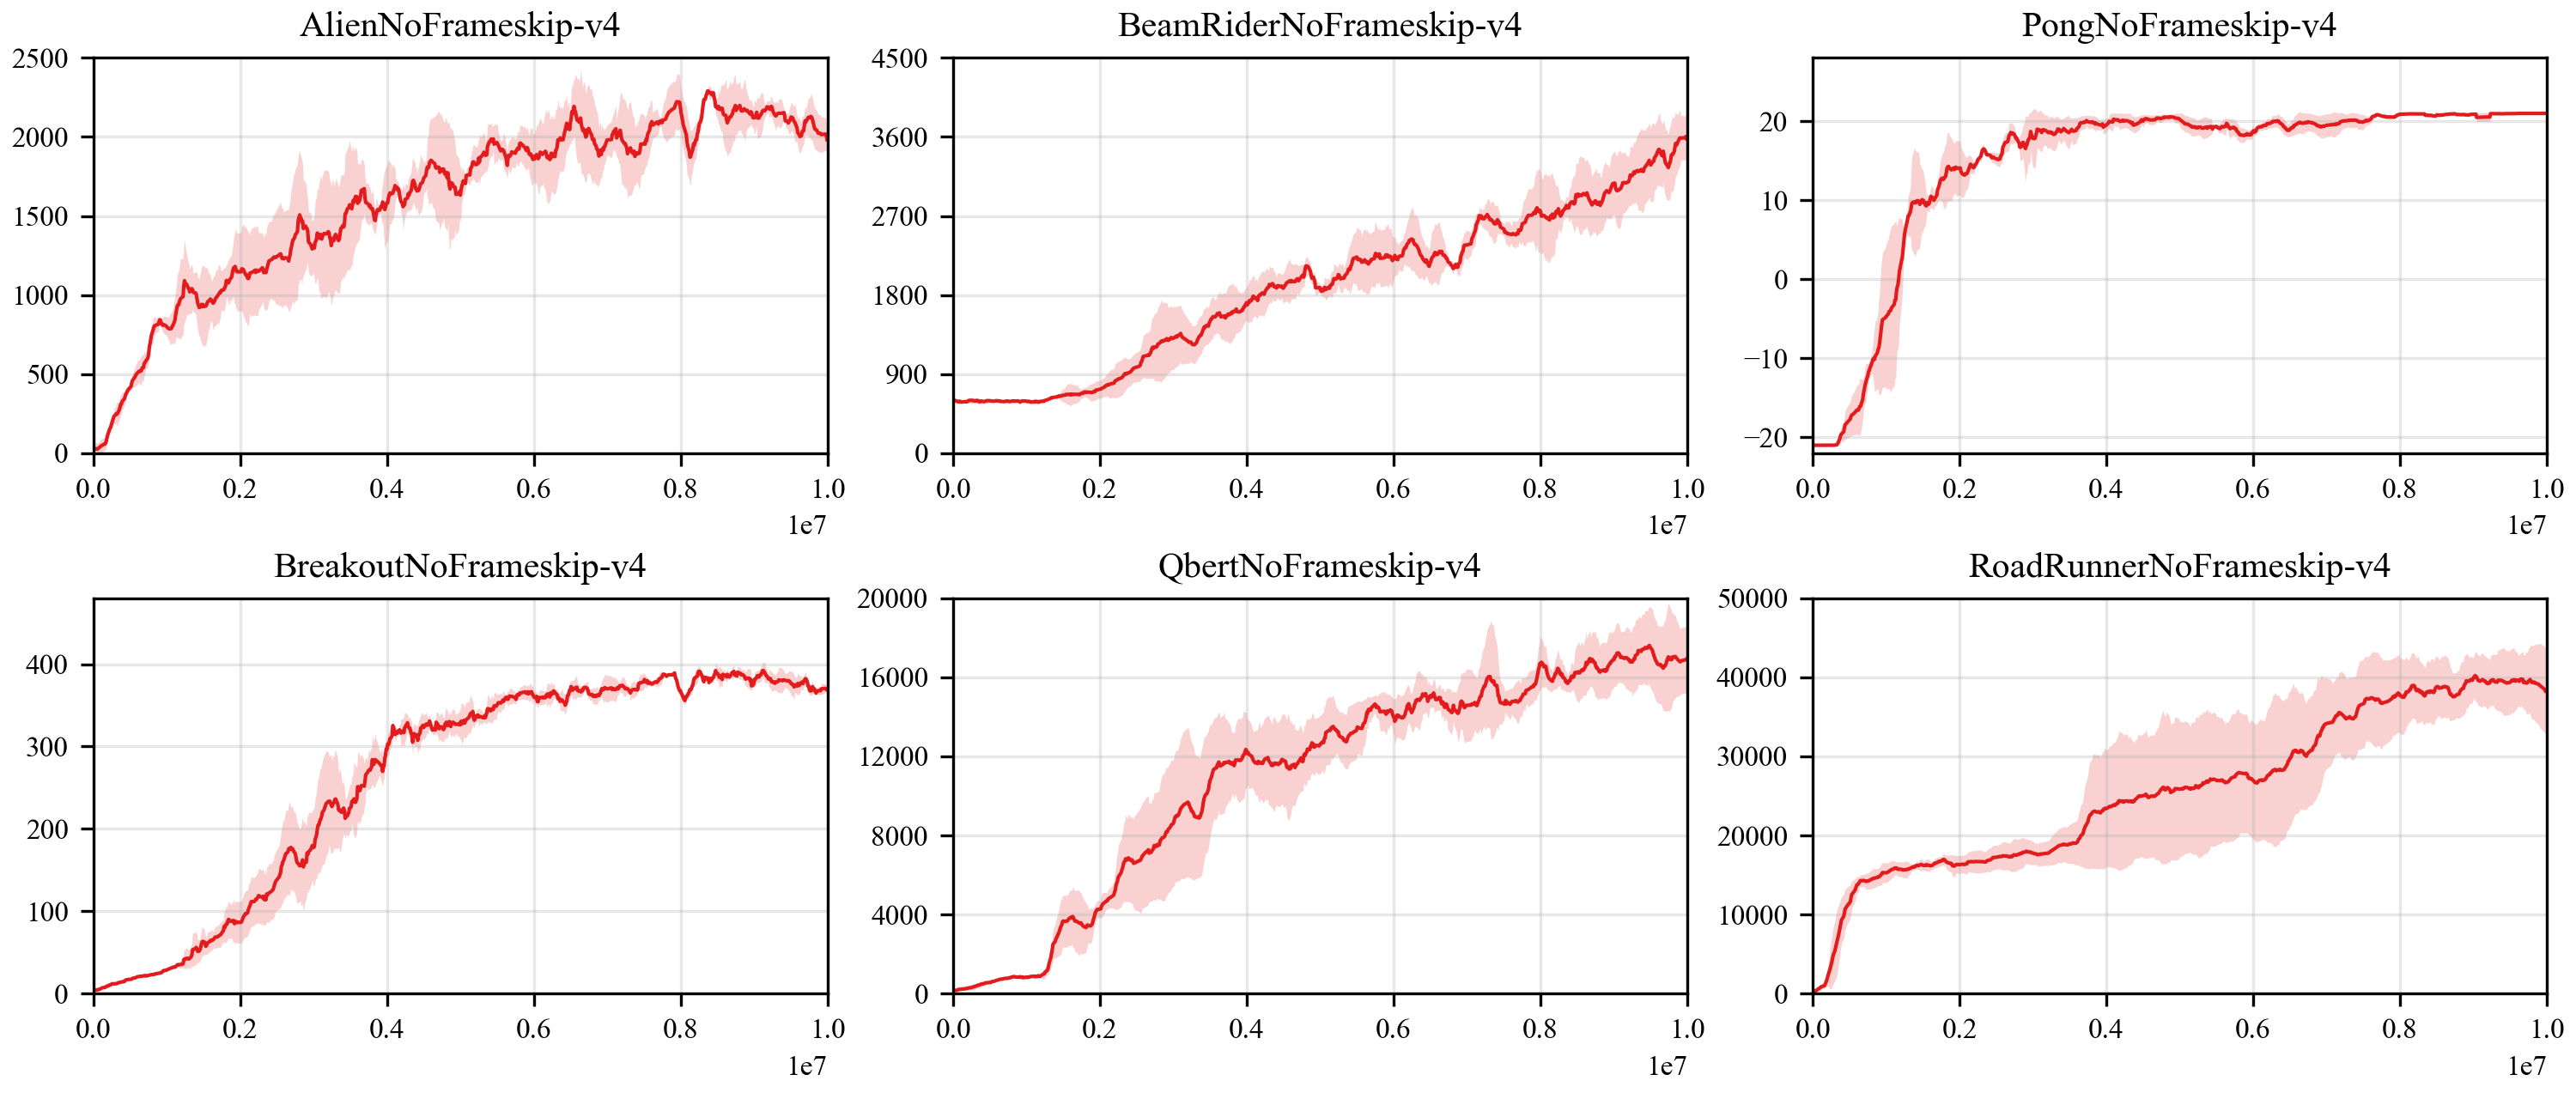 AlienNoFrameskip-v4
2500
2000
1500
1000
500
0
0.0 0.2 0.4 0.6 0.8 1.0
1e7
BeamRiderNoFrameskip-v4
4500
3600
2700
1800
900
0
0.0 0.2 0.4 0.6 0.8 1.0
1e7
PongNoFrameskip-v4
20
10
0
−10
−20
0.0 0.2 0.4 0.6 0.8 1.0
1e7
BreakoutNoFrameskip-v4
400
300
200
100
0
0.0 0.2 0.4 0.6 0.8 1.0
1e7
QbertNoFrameskip-v4
20000
16000
12000
8000
4000
0
0.0 0.2 0.4 0.6 0.8 1.0
1e7
RoadRunnerNoFrameskip-v4
50000
40000
30000
20000
10000
0
0.0 0.2 0.4 0.6 0.8 1.0
1e7